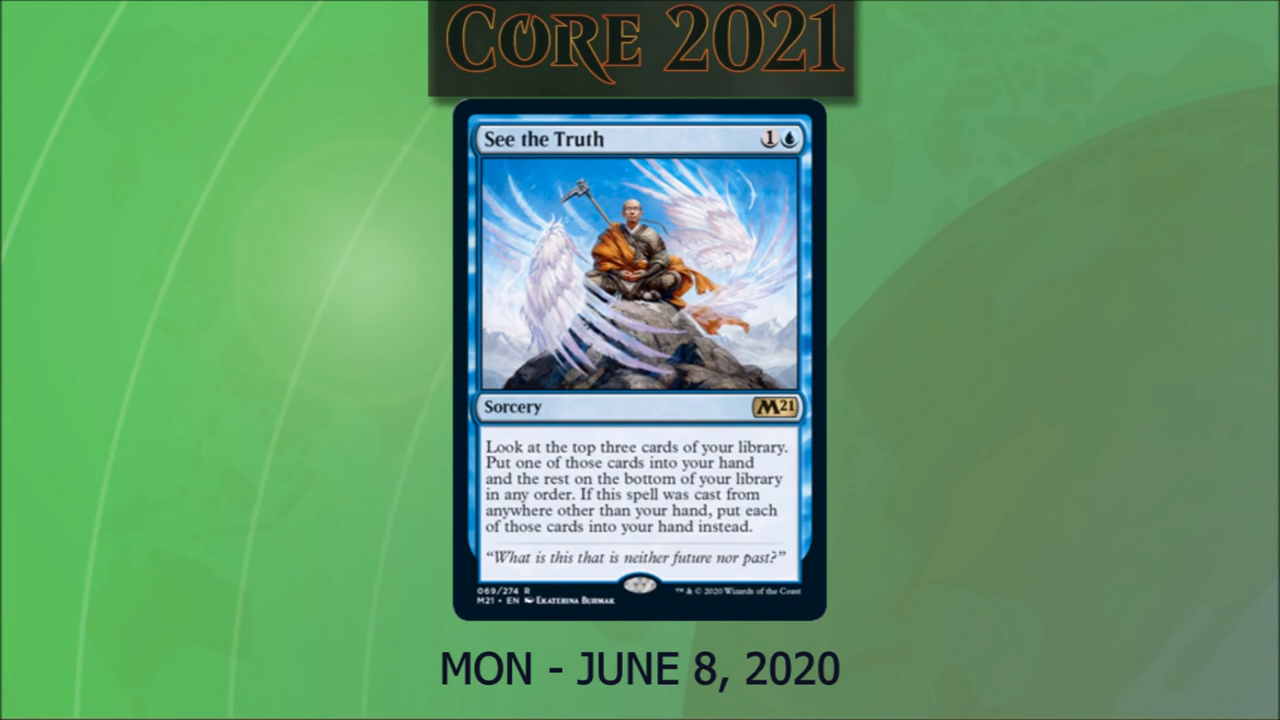 CORE 2021
See the Truth 1
Sorcery M21
Look at the top three cards of your library.
Put one of those cards into your hand
and the rest on the bottom of your library
in any order. If this spell was cast from
anywhere other than your hand, put each
of those cards into your hand instead.
“What is this that is neither future nor past?”
069/274 R ™ & © 2020 Wizards of the Coast
M21 • EN EKATERINA BURMAK
MON - JUNE 8, 2020